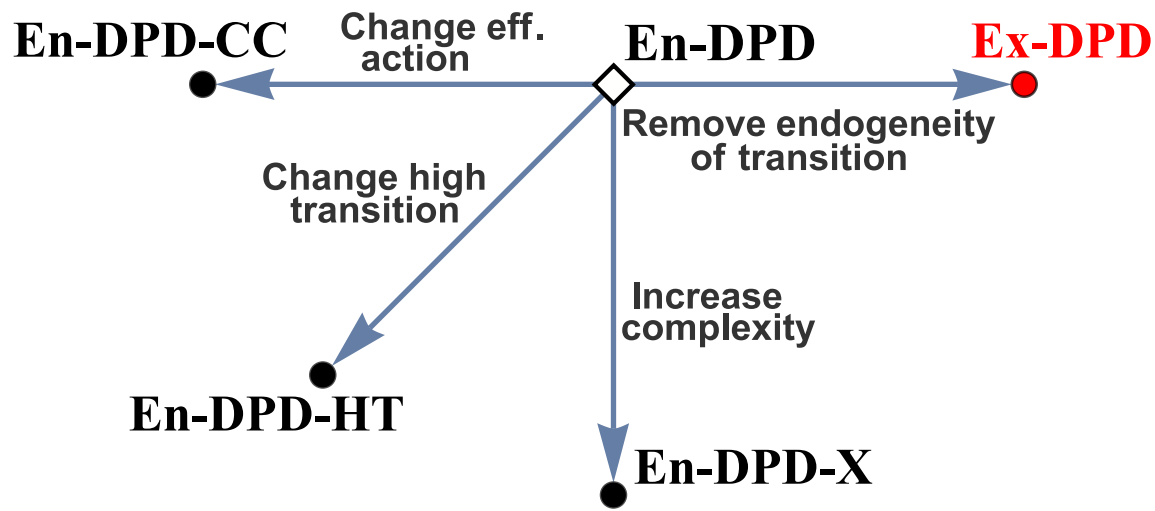 En-DPD-CC
Change eff.
action
En-DPD
Ex-DPD
Remove endogeneity
of transition
Change high
transition
Increase
complexity
En-DPD-HT
En-DPD-X